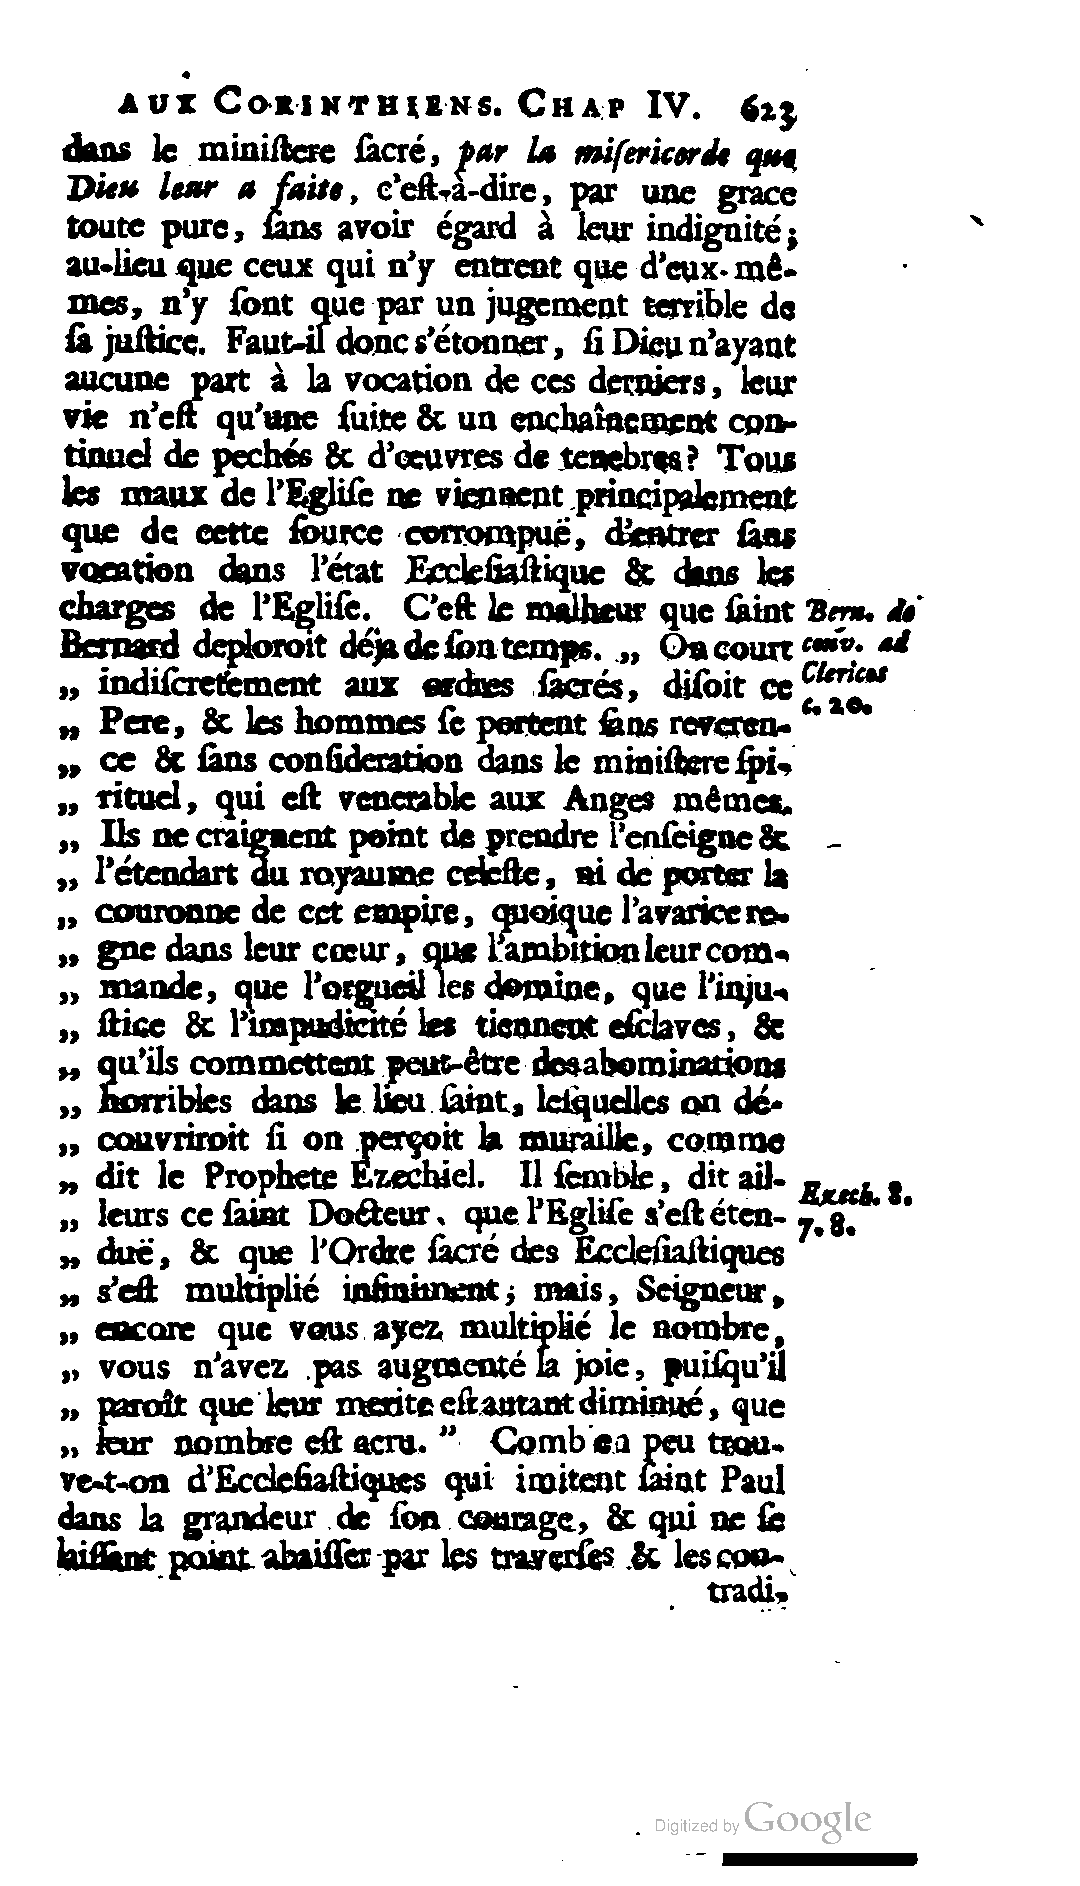 AUX CORINTHIENS. CHAP IV. 623
dans le miniſtere ſacré, par la miſericorde que
Dieu leur a faite, c'eſt-à-dire, par une grace
toute pure, ſans avoir égard à leur indignité;
au-lieu que ceux qui n'y entrent que d'eux-mê-
mes, n'y ſont que par un jugement terrible de
ſa juſtice. Faut-il donc s'étonner, ſi Dieu n'ayant
aucune part à la vocation de ces derniers, leur
vie n'eſt qu'une ſuite & un enchaînement con-
tinuel de pechés & d'œuvres de tenebres? Tous
les maux de l'Egliſe ne viennent principalement
que de cette ſource corrompuë, d'entrer ſans
vocation dans l'état Eccleſiaſtique & dans les
charges de l'Egliſe. C'eſt le malheur que ſaint
Bernard deploroit déja de ſon temps. „ On court
„ indiſcretement aux ordres ſacrés, diſoit ce
„ Pere, & les hommes ſe portent ſans reveren-
„ ce & ſans conſideration dans le miniſtere ſpi-
„ rituel, qui eſt venerable aux Anges mêmes.
„ Ils ne craignent point de prendre l'enſeigne &
„ l'étendart du royaume celeſte, ni de porter la
„ couronne de cet empire, quoique l'avarice re-
„ gne dans leur cœur, que l'ambition leur com-
„ mande, que l'orgueil les domine, que l'inju-
„ ſtice & l'impudicité les tiennent eſclaves, &
„ qu'ils commettent peut-être des abominations
„ horribles dans le lieu ſaint, leſquelles on dé-
„ couvriroit ſi on perçoit la muraille, comme
„ dit le Prophete Ezechiel. Il ſemble, dit ail-
„ leurs ce ſaint Docteur, que l'Egliſe s'eſt éten-
„ duë, & que l'Ordre ſacré des Eccleſiaſtiques
„ s'eſt multiplié infiniment; mais, Seigneur,
„ encore que vous ayez multiplié le nombre,
„ vous n'avez pas augmenté la joie, puiſqu'il
„ paroît que leur merite eſt autant diminué, que
„ leur nombre eſt acru. " Combien peu trou-
ve-t-on d'Eccleſiaſtiques qui imitent ſaint Paul
dans la grandeur de ſon courage, & qui ne ſe
laiſſant point abaiſſer par les traverſes & les con-
tradi-
Bern. de
conv. ad
Clericos
c. 20.
Ezech. 8.
7. 8.
Digitized by Google